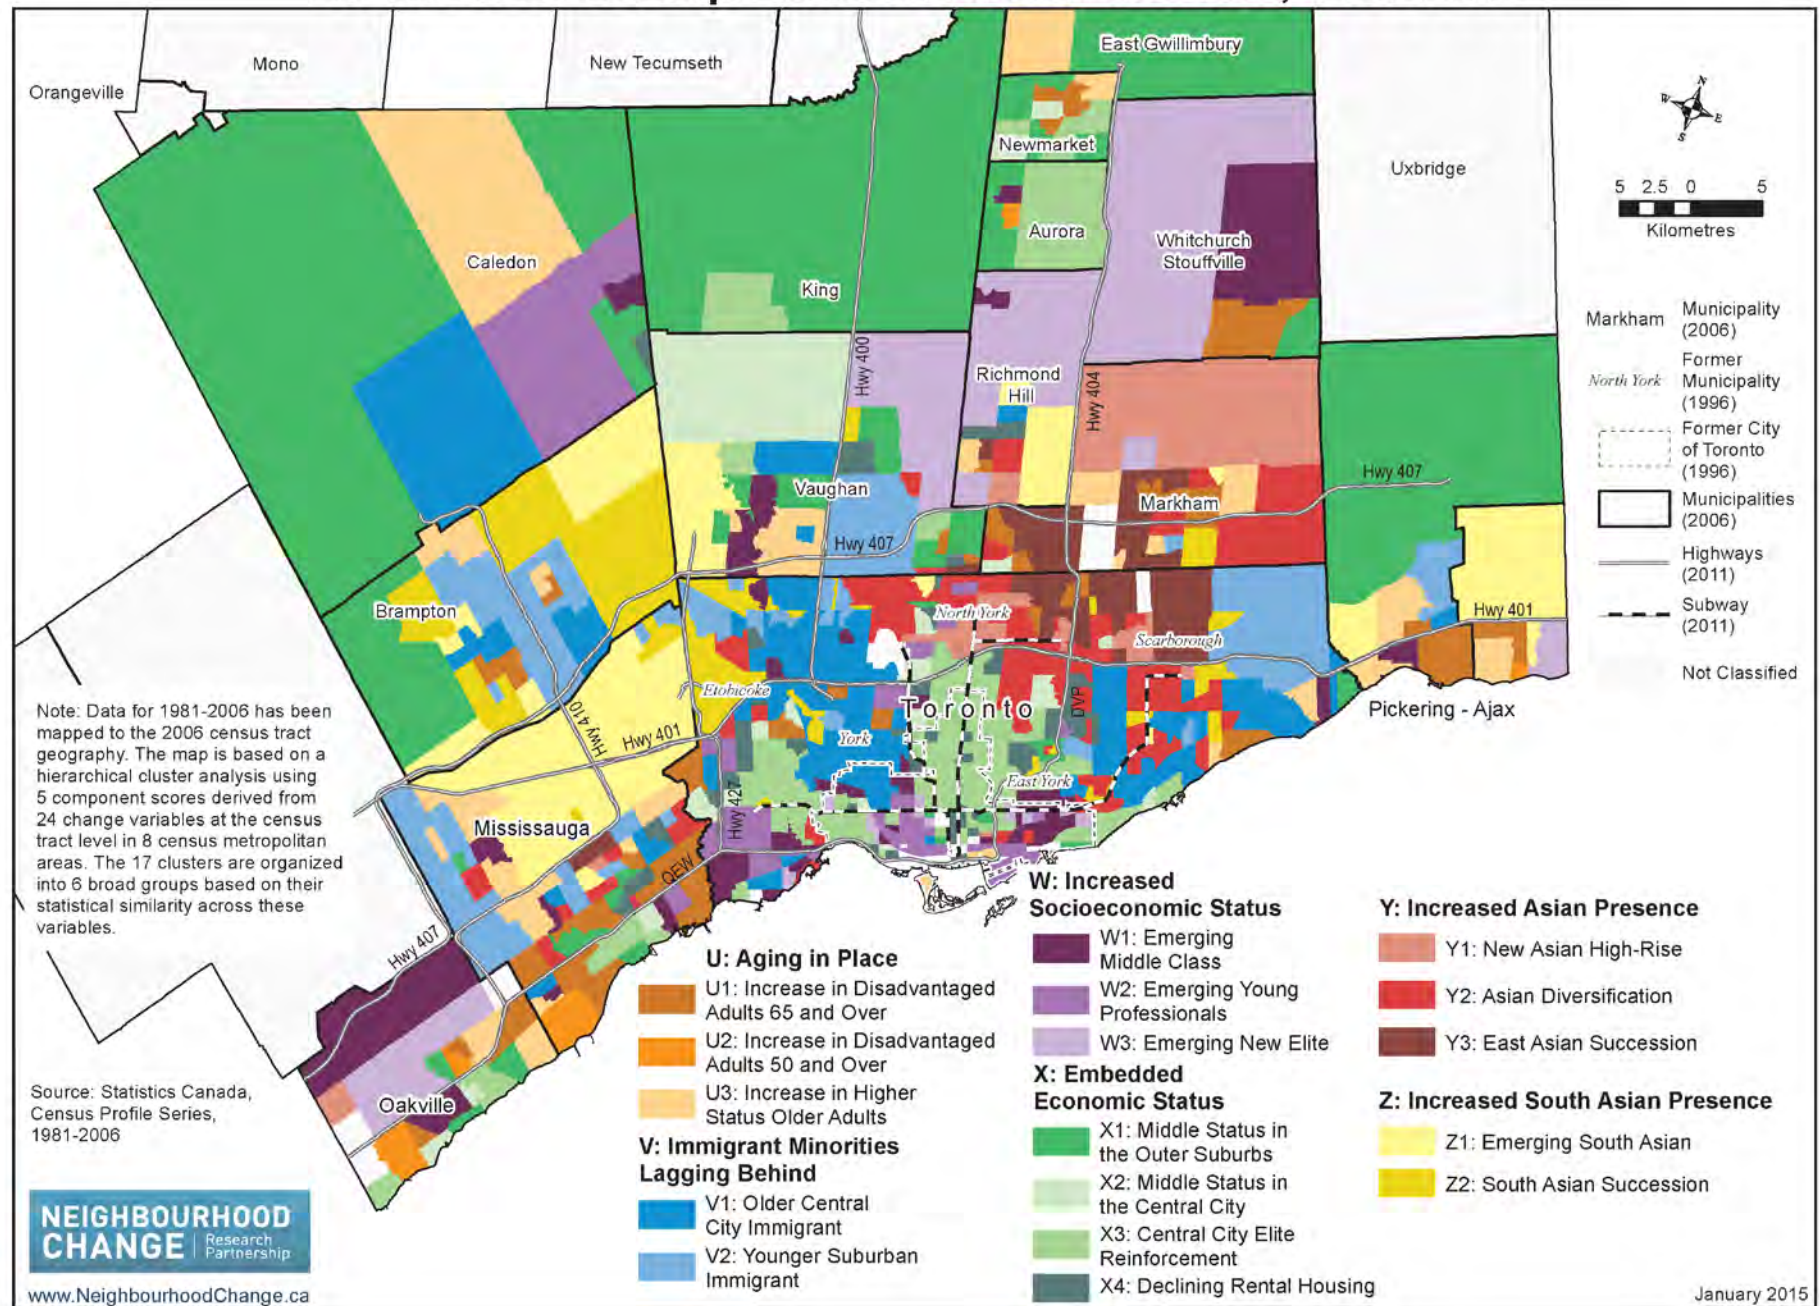 Mono
New Tecumseth
East Gwillimbury
Orangeville
Newmarket
Uxbridge
Aurora
Whitchurch
Stouffville
Caledon
King
Richmond
Hill
Hwy 400
Hwy 404
Vaughan
Markham
Hwy 407
Hwy 407
Brampton
North York
Scarborough
Hwy 401
Etobicoke
Toronto
DVP
Pickering - Ajax
Hwy 410
Hwy 401
York
East York
Hwy 427
Mississauga
QEW
Hwy 407
Oakville
N
W
E
S
5 2.5 0 5
Kilometres
Markham
Municipality
(2006)
North York
Former
Municipality
(1996)
Former City
of Toronto
(1996)
Municipalities
(2006)
Highways
(2011)
Subway
(2011)
Not Classified
Note: Data for 1981-2006 has been
mapped to the 2006 census tract
geography. The map is based on a
hierarchical cluster analysis using
5 component scores derived from
24 change variables at the census
tract level in 8 census metropolitan
areas. The 17 clusters are organized
into 6 broad groups based on their
statistical similarity across these
variables.
Source: Statistics Canada,
Census Profile Series,
1981-2006
U: Aging in Place
U1: Increase in Disadvantaged
Adults 65 and Over
U2: Increase in Disadvantaged
Adults 50 and Over
U3: Increase in Higher
Status Older Adults
V: Immigrant Minorities
Lagging Behind
V1: Older Central
City Immigrant
V2: Younger Suburban
Immigrant
W: Increased
Socioeconomic Status
W1: Emerging
Middle Class
W2: Emerging Young
Professionals
W3: Emerging New Elite
X: Embedded
Economic Status
X1: Middle Status in
the Outer Suburbs
X2: Middle Status in
the Central City
X3: Central City Elite
Reinforcement
X4: Declining Rental Housing
Y: Increased Asian Presence
Y1: New Asian High-Rise
Y2: Asian Diversification
Y3: East Asian Succession
Z: Increased South Asian Presence
Z1: Emerging South Asian
Z2: South Asian Succession
NEIGHBOURHOOD
CHANGE Research
Partnership
www.NeighbourhoodChange.ca
January 2015